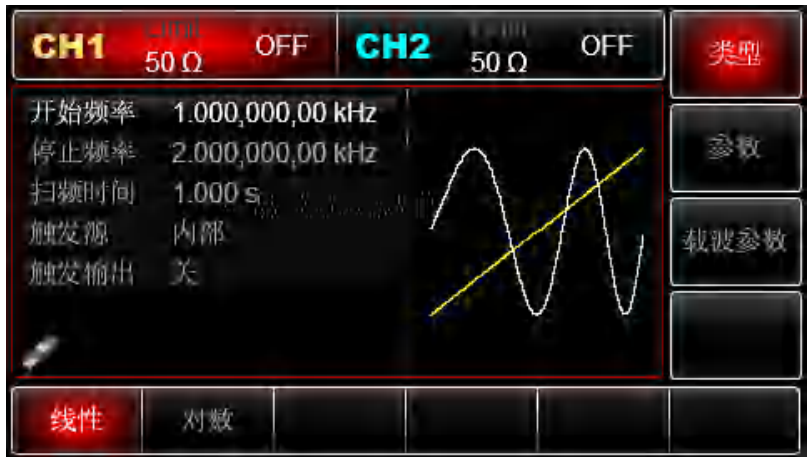 CH1 50 Ω OFF CH2 50 Ω OFF
类型
开始频率 1.000,000,00 kHz
停止频率 2.000,000,00 kHz
参数
扫频时间 1.000 s
触发源 内部
载波参数
触发输出 关
线性 对数